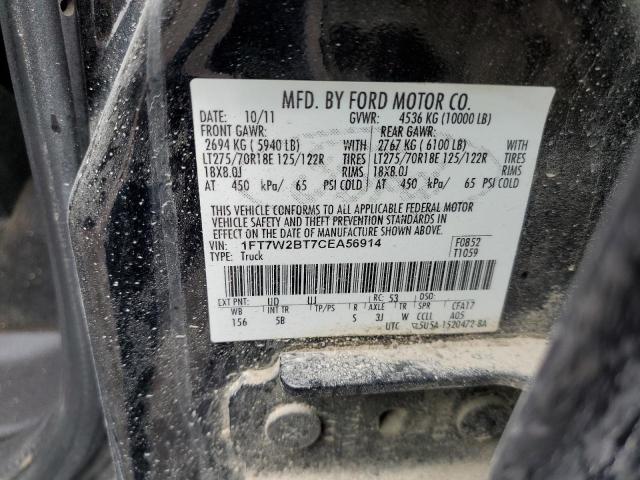 MFD. BY FORD MOTOR CO.
DATE: 10/11 GVWR: 4536 KG (10000 LB)
FRONT GAWR: REAR GAWR:
2694 KG ( 5940 LB) WITH 2767 KG ( 6100 LB) WITH
LT275/70R18E 125/122R TIRES LT275/70R18E 125/122R TIRES
18X8.0J RIMS 18X8.0J RIMS
AT 450 kPa/ 65 PSI COLD AT 450 kPa/ 65 PSI COLD
THIS VEHICLE CONFORMS TO ALL APPLICABLE FEDERAL MOTOR
VEHICLE SAFETY AND THEFT PREVENTION STANDARDS IN
EFFECT ON THE DATE OF MANUFACTURE SHOWN ABOVE.
VIN: 1FT7W2BT7CEA56914 F0852
TYPE: Truck T1059
EXT PNT: UD UJ RC: 53 DSO:
WB INT TR TP/PS R AXLE TR SPR CFA17
156 5B S 3J W CCLL A05
UTC 1520472-BA